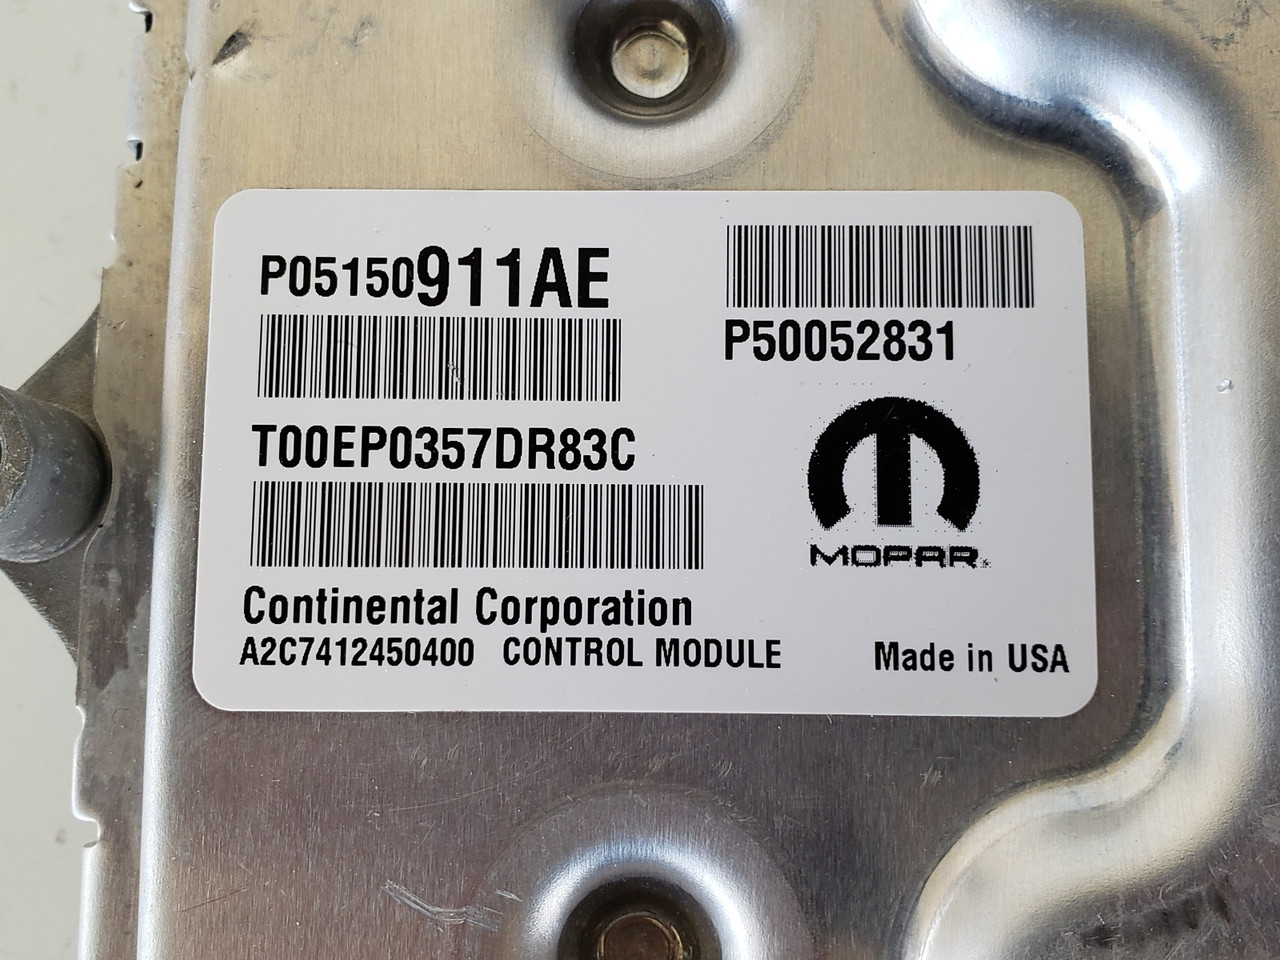 P05150911AE
P50052831
T00EP0357DR83C
MOPAR
Continental Corporation
A2C7412450400 CONTROL MODULE
Made in USA